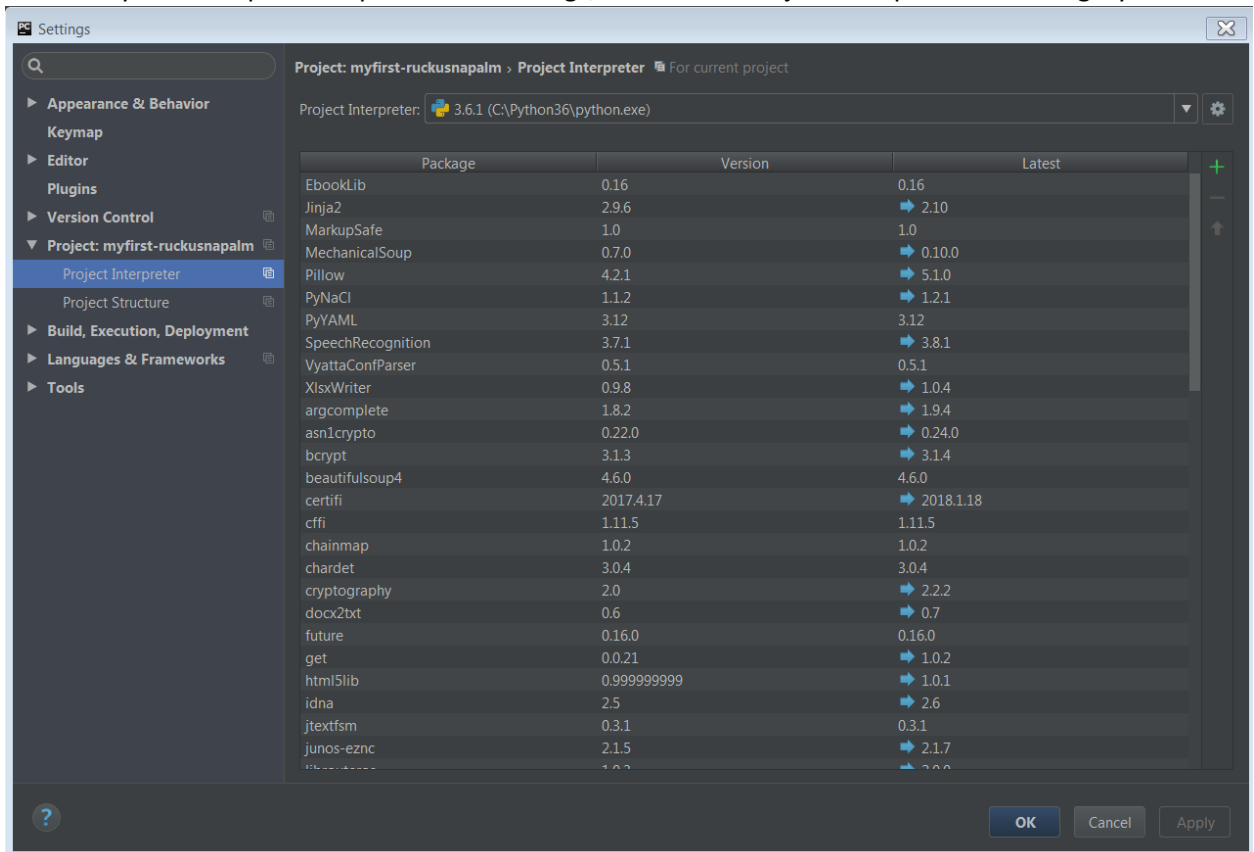 Settings
Project: myfirst-ruckusnapalm › Project Interpreter For current project
Appearance & Behavior
Keymap
Editor
Plugins
Version Control
Project: myfirst-ruckusnapalm
Project Interpreter
Project Structure
Build, Execution, Deployment
Languages & Frameworks
Tools
Project Interpreter: 3.6.1 (C:\Python36\python.exe)
Package Version Latest
EbookLib 0.16 0.16
Jinja2 2.9.6 2.10
MarkupSafe 1.0 1.0
MechanicalSoup 0.7.0 0.10.0
Pillow 4.2.1 5.1.0
PyNaCl 1.1.2 1.2.1
PyYAML 3.12 3.12
SpeechRecognition 3.7.1 3.8.1
VyattaConfParser 0.5.1 0.5.1
XlsxWriter 0.9.8 1.0.4
argcomplete 1.8.2 1.9.4
asn1crypto 0.22.0 0.24.0
bcrypt 3.1.3 3.1.4
beautifulsoup4 4.6.0 4.6.0
certifi 2017.4.17 2018.1.18
cffi 1.11.5 1.11.5
chainmap 1.0.2 1.0.2
chardet 3.0.4 3.0.4
cryptography 2.0 2.2.2
docx2txt 0.6 0.7
future 0.16.0 0.16.0
get 0.0.21 1.0.2
html5lib 0.999999999 1.0.1
idna 2.5 2.6
jtextfsm 0.3.1 0.3.1
junos-eznc 2.1.5 2.1.7
?
OK Cancel Apply